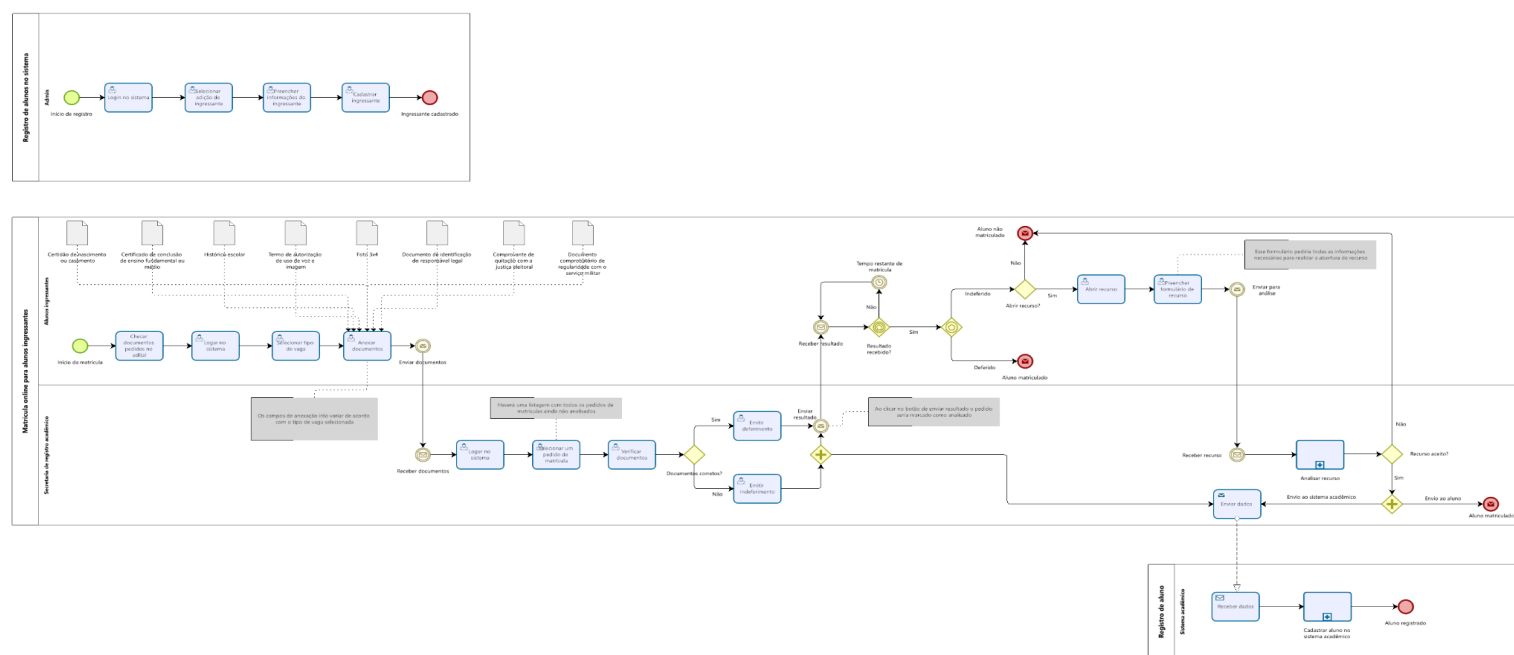 Registro de alunos no sistema
Admin
Início do registro
Login no sistema
Selecionar
adição de
ingressante
Preencher
informações do
ingressante
Cadastrar
ingressante
Ingressante cadastrado
Matrícula online para alunos ingressantes
Alunos ingressantes
Certidão de nascimento
ou casamento
Certificado de conclusão
de ensino fundamental ou
médio
Histórico escolar
Termo de autorização
de uso de voz e
imagem
Foto 3x4
Documento de identificação
do responsável legal
Comprovante de
quitação com a
justiça eleitoral
Documento
comprobatório de
regularidade com o
serviço militar
Início da matrícula
Checar
documentos
pedidos no
edital
Logar no
sistema
Selecionar tipo
de vaga
Anexar
documentos
Enviar documentos
Os campos de anexação irão variar de acordo
com o tipo de vaga selecionada
Receber resultado
Tempo restante de
matrícula
Não
Resultado
recebido?
Sim
Indeferido
Deferido
Aluno matriculado
Aluno não
matriculado
Não
Abrir recurso?
Sim
Abrir recurso
Preencher
formulário de
recurso
Enviar para
análise
Esse formulário pedirá todas as informações
necessárias para realizar a abertura do recurso
Secretaria de registro acadêmico
Receber documentos
Logar no
sistema
Haverá uma listagem com todos os pedidos de
matrículas ainda não analisados
Selecionar um
pedido de
matrícula
Verificar
documentos
Documentos corretos?
Sim
Não
Emitir
deferimento
Emitir
indeferimento
Enviar
resultado
Ao clicar no botão de enviar resultado o pedido
seria marcado como analisado
Receber recurso
Analisar recurso
Não
Recurso aceito?
Sim
Enviar dados
Envio ao sistema acadêmico
Envio ao aluno
Aluno matriculado
Registro de aluno
Sistema acadêmico
Receber dados
Cadastrar aluno no
sistema acadêmico
Aluno registrado